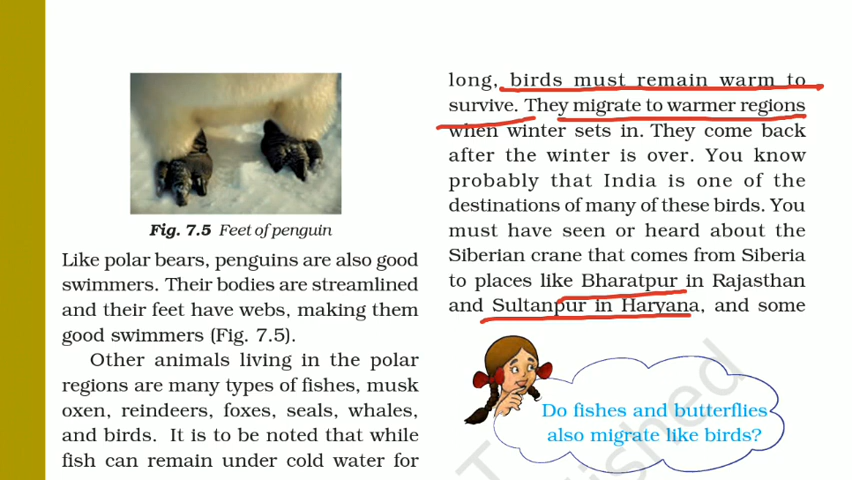 Fig. 7.5 Feet of penguin
Like polar bears, penguins are also good
swimmers. Their bodies are streamlined
and their feet have webs, making them
good swimmers (Fig. 7.5).
Other animals living in the polar
regions are many types of fishes, musk
oxen, reindeers, foxes, seals, whales,
and birds. It is to be noted that while
fish can remain under cold water for
long, birds must remain warm to
survive. They migrate to warmer regions
when winter sets in. They come back
after the winter is over. You know
probably that India is one of the
destinations of many of these birds. You
must have seen or heard about the
Siberian crane that comes from Siberia
to places like Bharatpur in Rajasthan
and Sultanpur in Haryana, and some
Do fishes and butterflies
also migrate like birds?